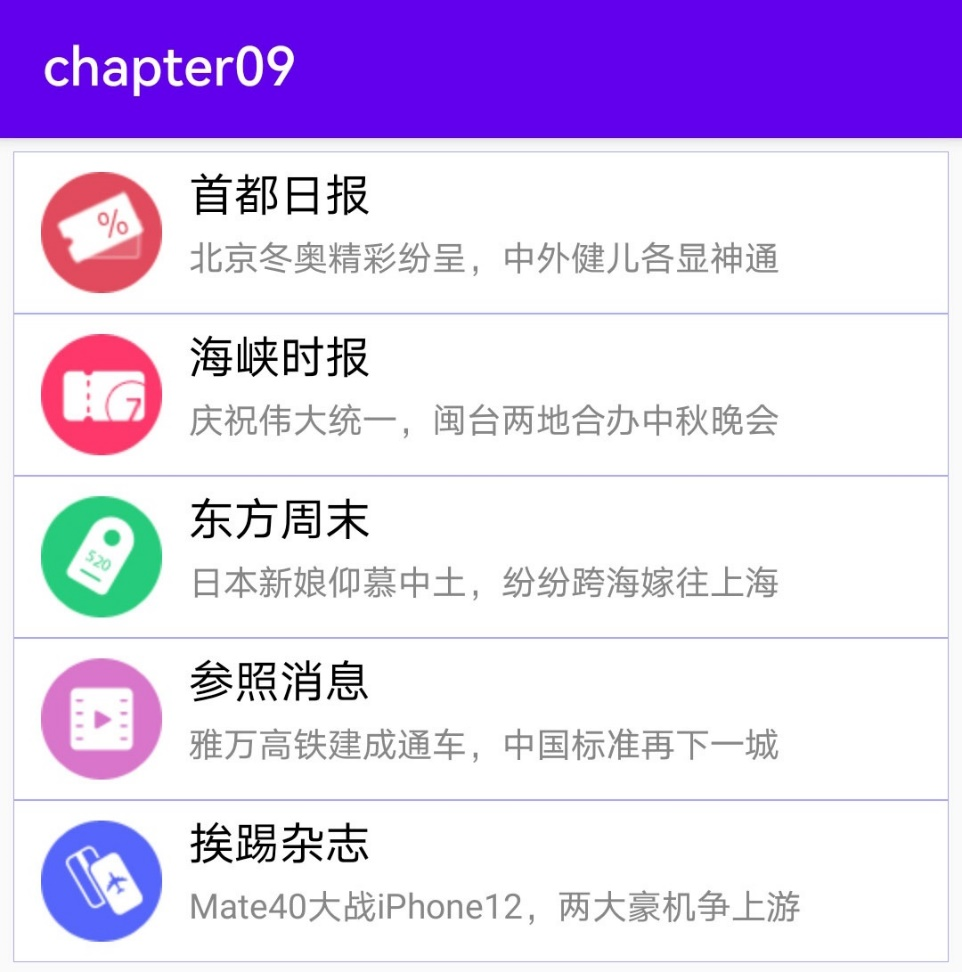 chapter09
%
首都日报
北京冬奥精彩纷呈，中外健儿各显神通
7
海峡时报
庆祝伟大统一，闽台两地合办中秋晚会
520
东方周末
日本新娘仰慕中土，纷纷跨海嫁往上海
参照消息
雅万高铁建成通车，中国标准再下一城
挨踢杂志
Mate40大战iPhone12，两大豪机争上游